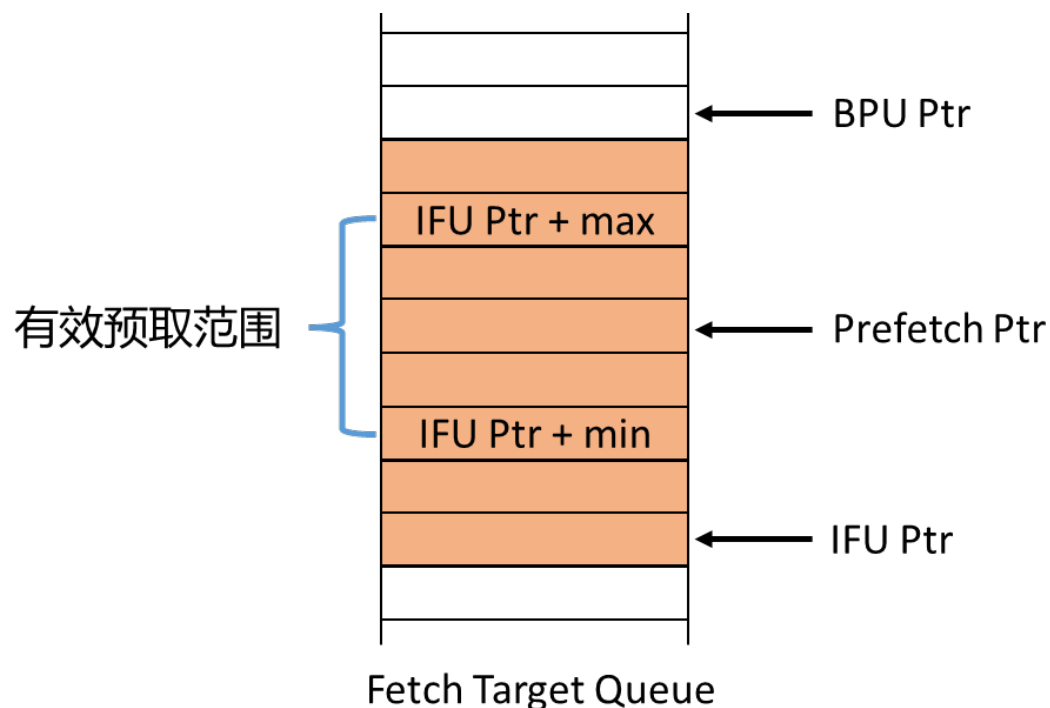 BPU Ptr
IFU Ptr + max
有效预取范围
Prefetch Ptr
IFU Ptr + min
IFU Ptr
Fetch Target Queue